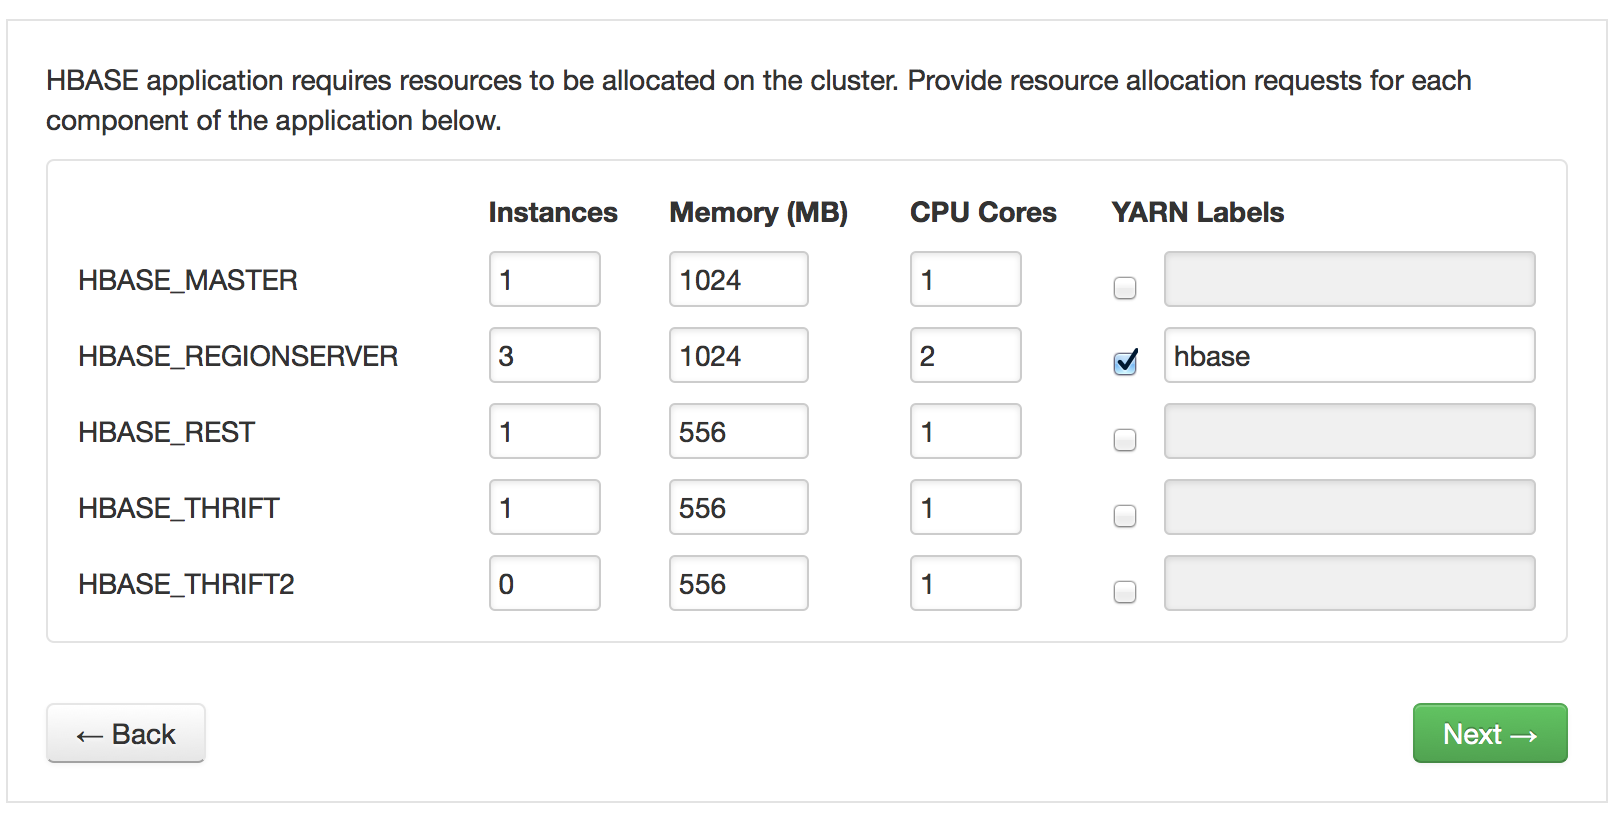 HBASE application requires resources to be allocated on the cluster. Provide resource allocation requests for each
component of the application below.
Instances Memory (MB) CPU Cores YARN Labels
HBASE_MASTER 1 1024 1
HBASE_REGIONSERVER 3 1024 2 hbase
HBASE_REST 1 556 1
HBASE_THRIFT 1 556 1
HBASE_THRIFT2 0 556 1
← Back Next →